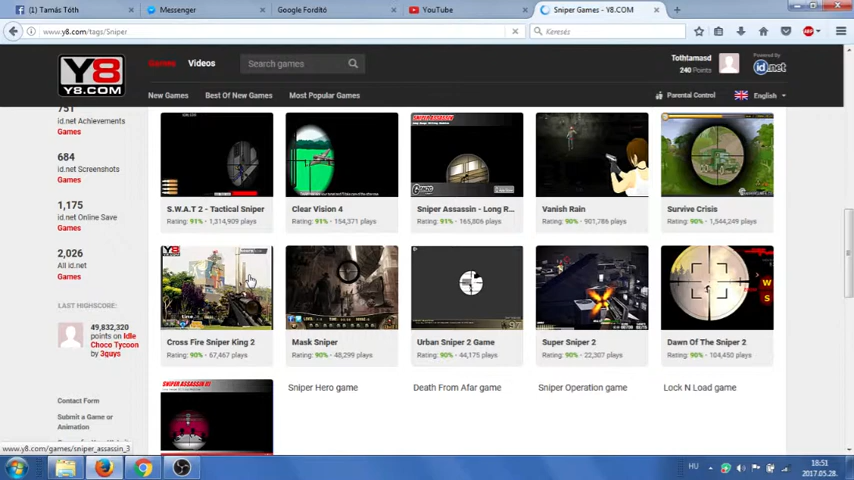 (1) Tamás Tóth
Messenger
Google Fordító
YouTube
Sniper Games - Y8.COM
www.y8.com/tags/Sniper
Keresés
ABP
Y8
Y8.COM
Games
Videos
Search games
Tothtamasd
240 Points
Powered by
id.net
New Games
Best Of New Games
Most Popular Games
Parental Control
English
751
id.net Achievements
Games
684
id.net Screenshots
Games
1,175
id.net Online Save
Games
2,026
All id.net
Games
LAST HIGHSCORE:
49,832,320
points on Idle
Choco Tycoon
by 3guys
Contact Form
Submit a Game or
Animation
S.W.A.T 2 - Tactical Sniper
Rating: 91% - 1,314,909 plays
Clear Vision 4
Rating: 91% - 154,371 plays
Sniper Assassin - Long R...
Rating: 90% - 165,806 plays
Vanish Rain
Rating: 90% - 901,786 plays
Survive Crisis
Rating: 90% - 1,544,249 plays
Cross Fire Sniper King 2
Rating: 90% - 67,467 plays
Mask Sniper
Rating: 90% - 48,299 plays
Urban Sniper 2 Game
Rating: 90% - 44,175 plays
Super Sniper 2
Rating: 90% - 22,307 plays
Dawn Of The Sniper 2
Rating: 90% - 104,450 plays
Sniper Hero game
Death From Afar game
Sniper Operation game
Lock N Load game
www.y8.com/games/sniper_assassin_3
HU
18:51
2017.05.28.